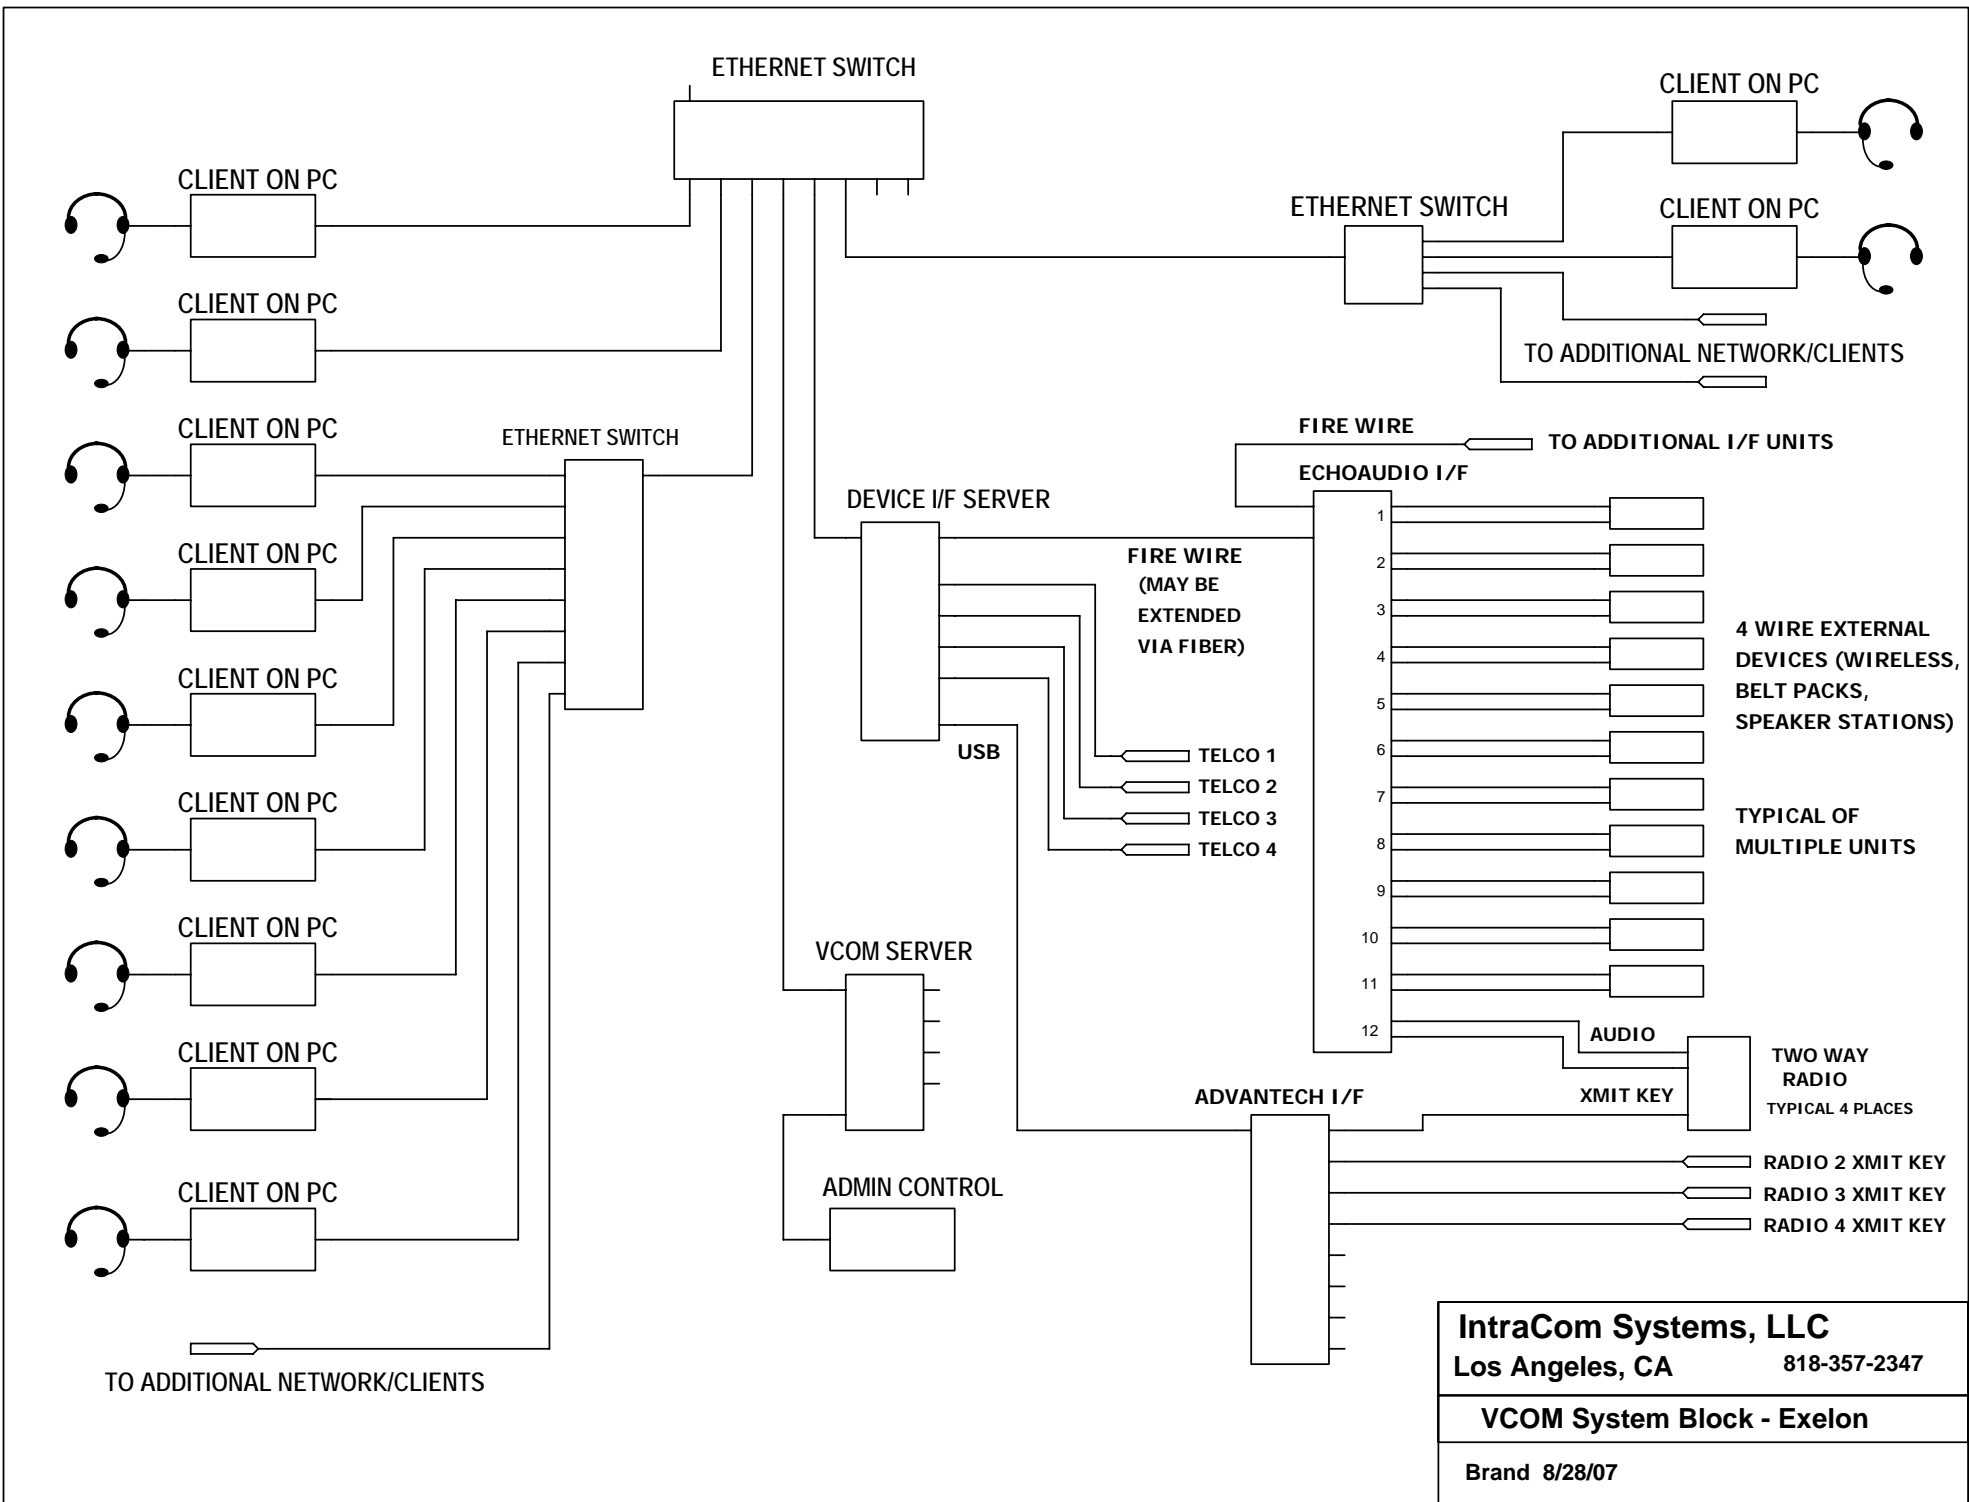 ETHERNET SWITCH
CLIENT ON PC
CLIENT ON PC
CLIENT ON PC
CLIENT ON PC
CLIENT ON PC
CLIENT ON PC
CLIENT ON PC
CLIENT ON PC
CLIENT ON PC
ETHERNET SWITCH
TO ADDITIONAL NETWORK/CLIENTS
ETHERNET SWITCH
CLIENT ON PC
CLIENT ON PC
TO ADDITIONAL NETWORK/CLIENTS
DEVICE I/F SERVER
FIRE WIRE
(MAY BE
EXTENDED
VIA FIBER)
USB
TELCO 1
TELCO 2
TELCO 3
TELCO 4
FIRE WIRE
TO ADDITIONAL I/F UNITS
ECHOAUDIO I/F
1
2
3
4
5
6
7
8
9
10
11
12
4 WIRE EXTERNAL
DEVICES (WIRELESS,
BELT PACKS,
SPEAKER STATIONS)
TYPICAL OF
MULTIPLE UNITS
AUDIO
XMIT KEY
TWO WAY
RADIO
TYPICAL 4 PLACES
VCOM SERVER
ADMIN CONTROL
ADVANTECH I/F
RADIO 2 XMIT KEY
RADIO 3 XMIT KEY
RADIO 4 XMIT KEY
IntraCom Systems, LLC
Los Angeles, CA 818-357-2347
VCOM System Block - Exelon
Brand 8/28/07